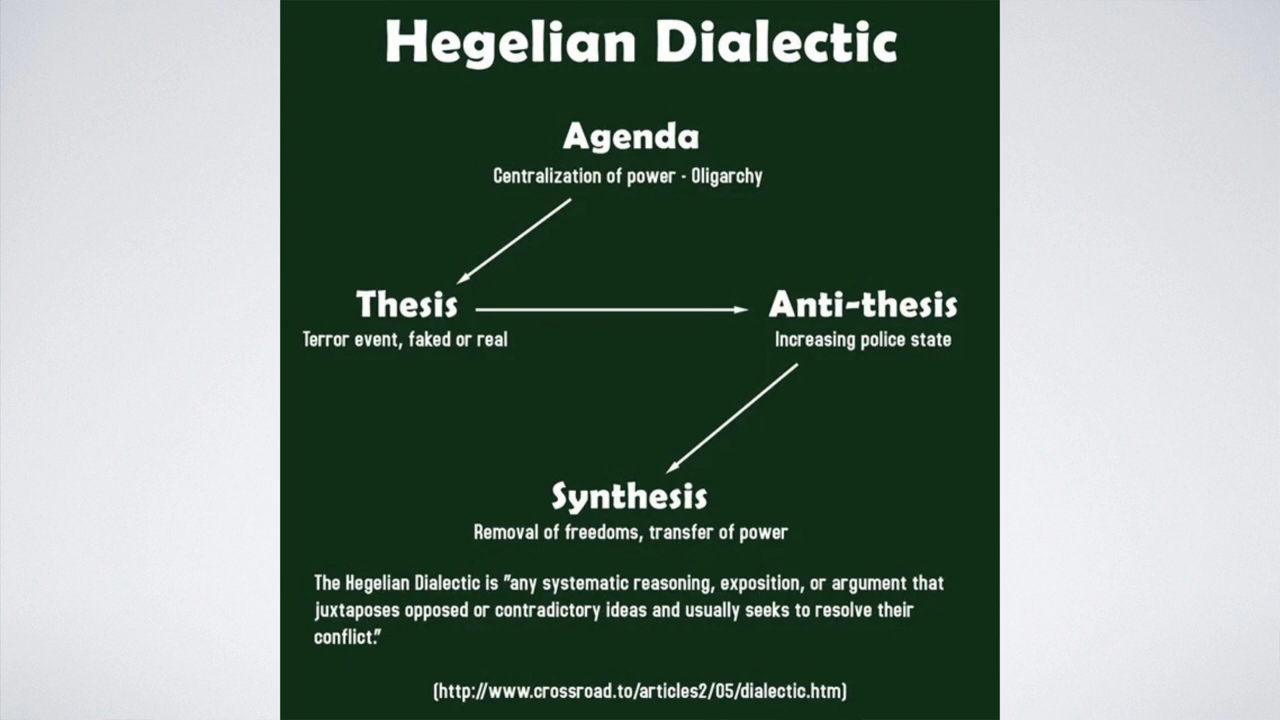 Hegelian Dialectic
Agenda
Centralization of power - Oligarchy
Thesis
Terror event, faked or real
Anti-thesis
Increasing police state
Synthesis
Removal of freedoms, transfer of power
The Hegelian Dialectic is "any systematic reasoning, exposition, or argument that
juxtaposes opposed or contradictory ideas and usually seeks to resolve their
conflict."
(http://www.crossroad.to/articles2/05/dialectic.htm)